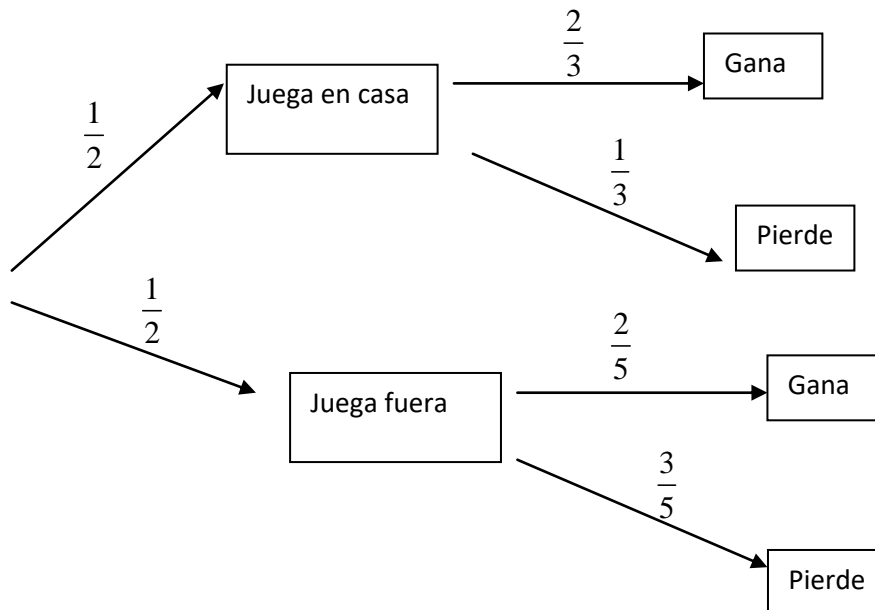 2/3
Gana
Juega en casa
1/2
1/3
Pierde
1/2
2/5
Gana
Juega fuera
3/5
Pierde